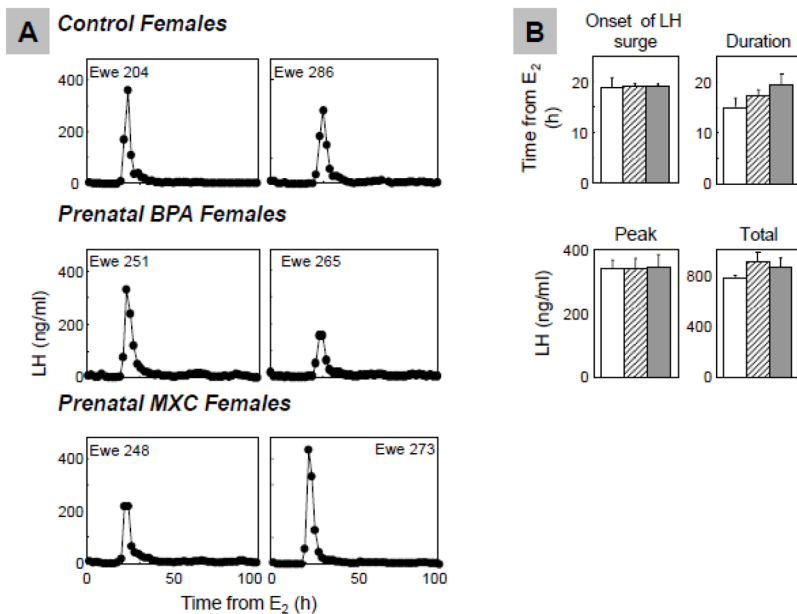 A
Control Females
Ewe 204
Ewe 286
400
200
0
Prenatal BPA Females
Ewe 251
Ewe 265
400
200
0
LH (ng/ml)
Prenatal MXC Females
Ewe 248
Ewe 273
400
200
0
0 50 100 0 50 100
Time from E2 (h)
B
Onset of LH
surge
Duration
Time from E2
(h)
20
10
0
20
10
0
Peak
Total
LH (ng/ml)
400
200
0
800
400
0